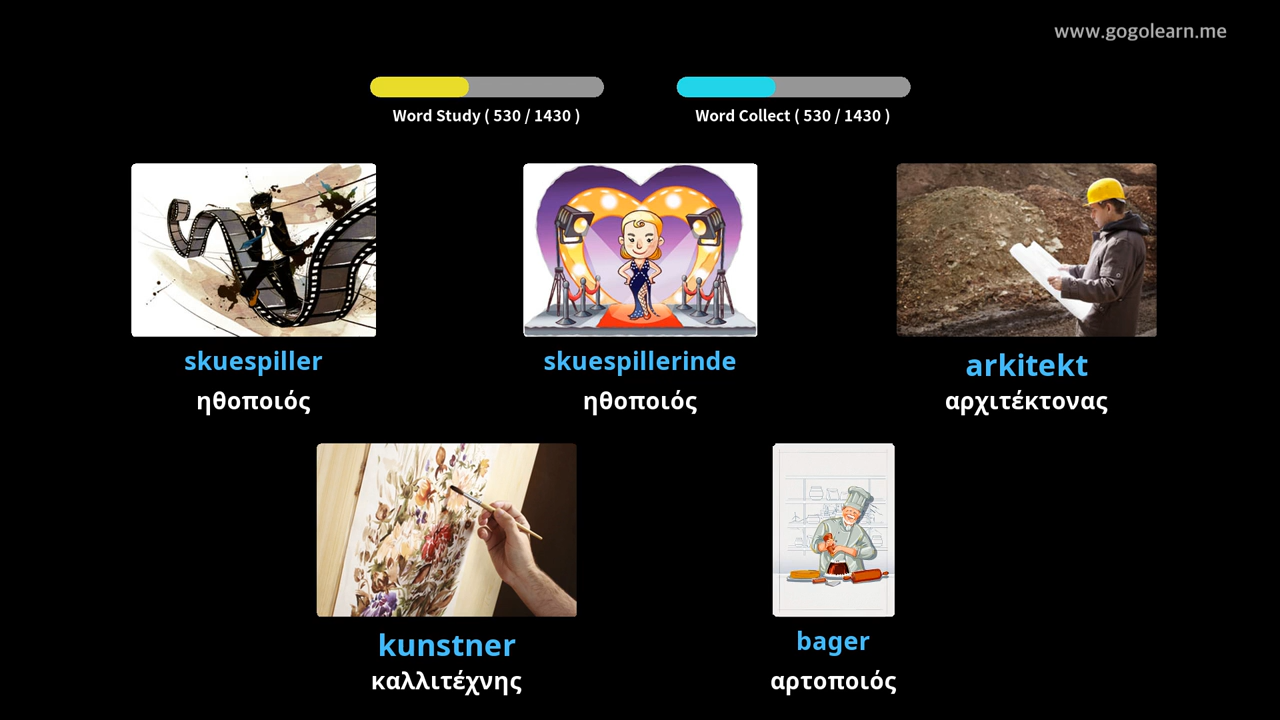 www.gogolearn.me
Word Study ( 530 / 1430 )
Word Collect ( 530 / 1430 )
skuespiller
ηθοποιός
skuespillerinde
ηθοποιός
arkitekt
αρχιτέκτονας
kunstner
καλλιτέχνης
bager
αρτοποιός